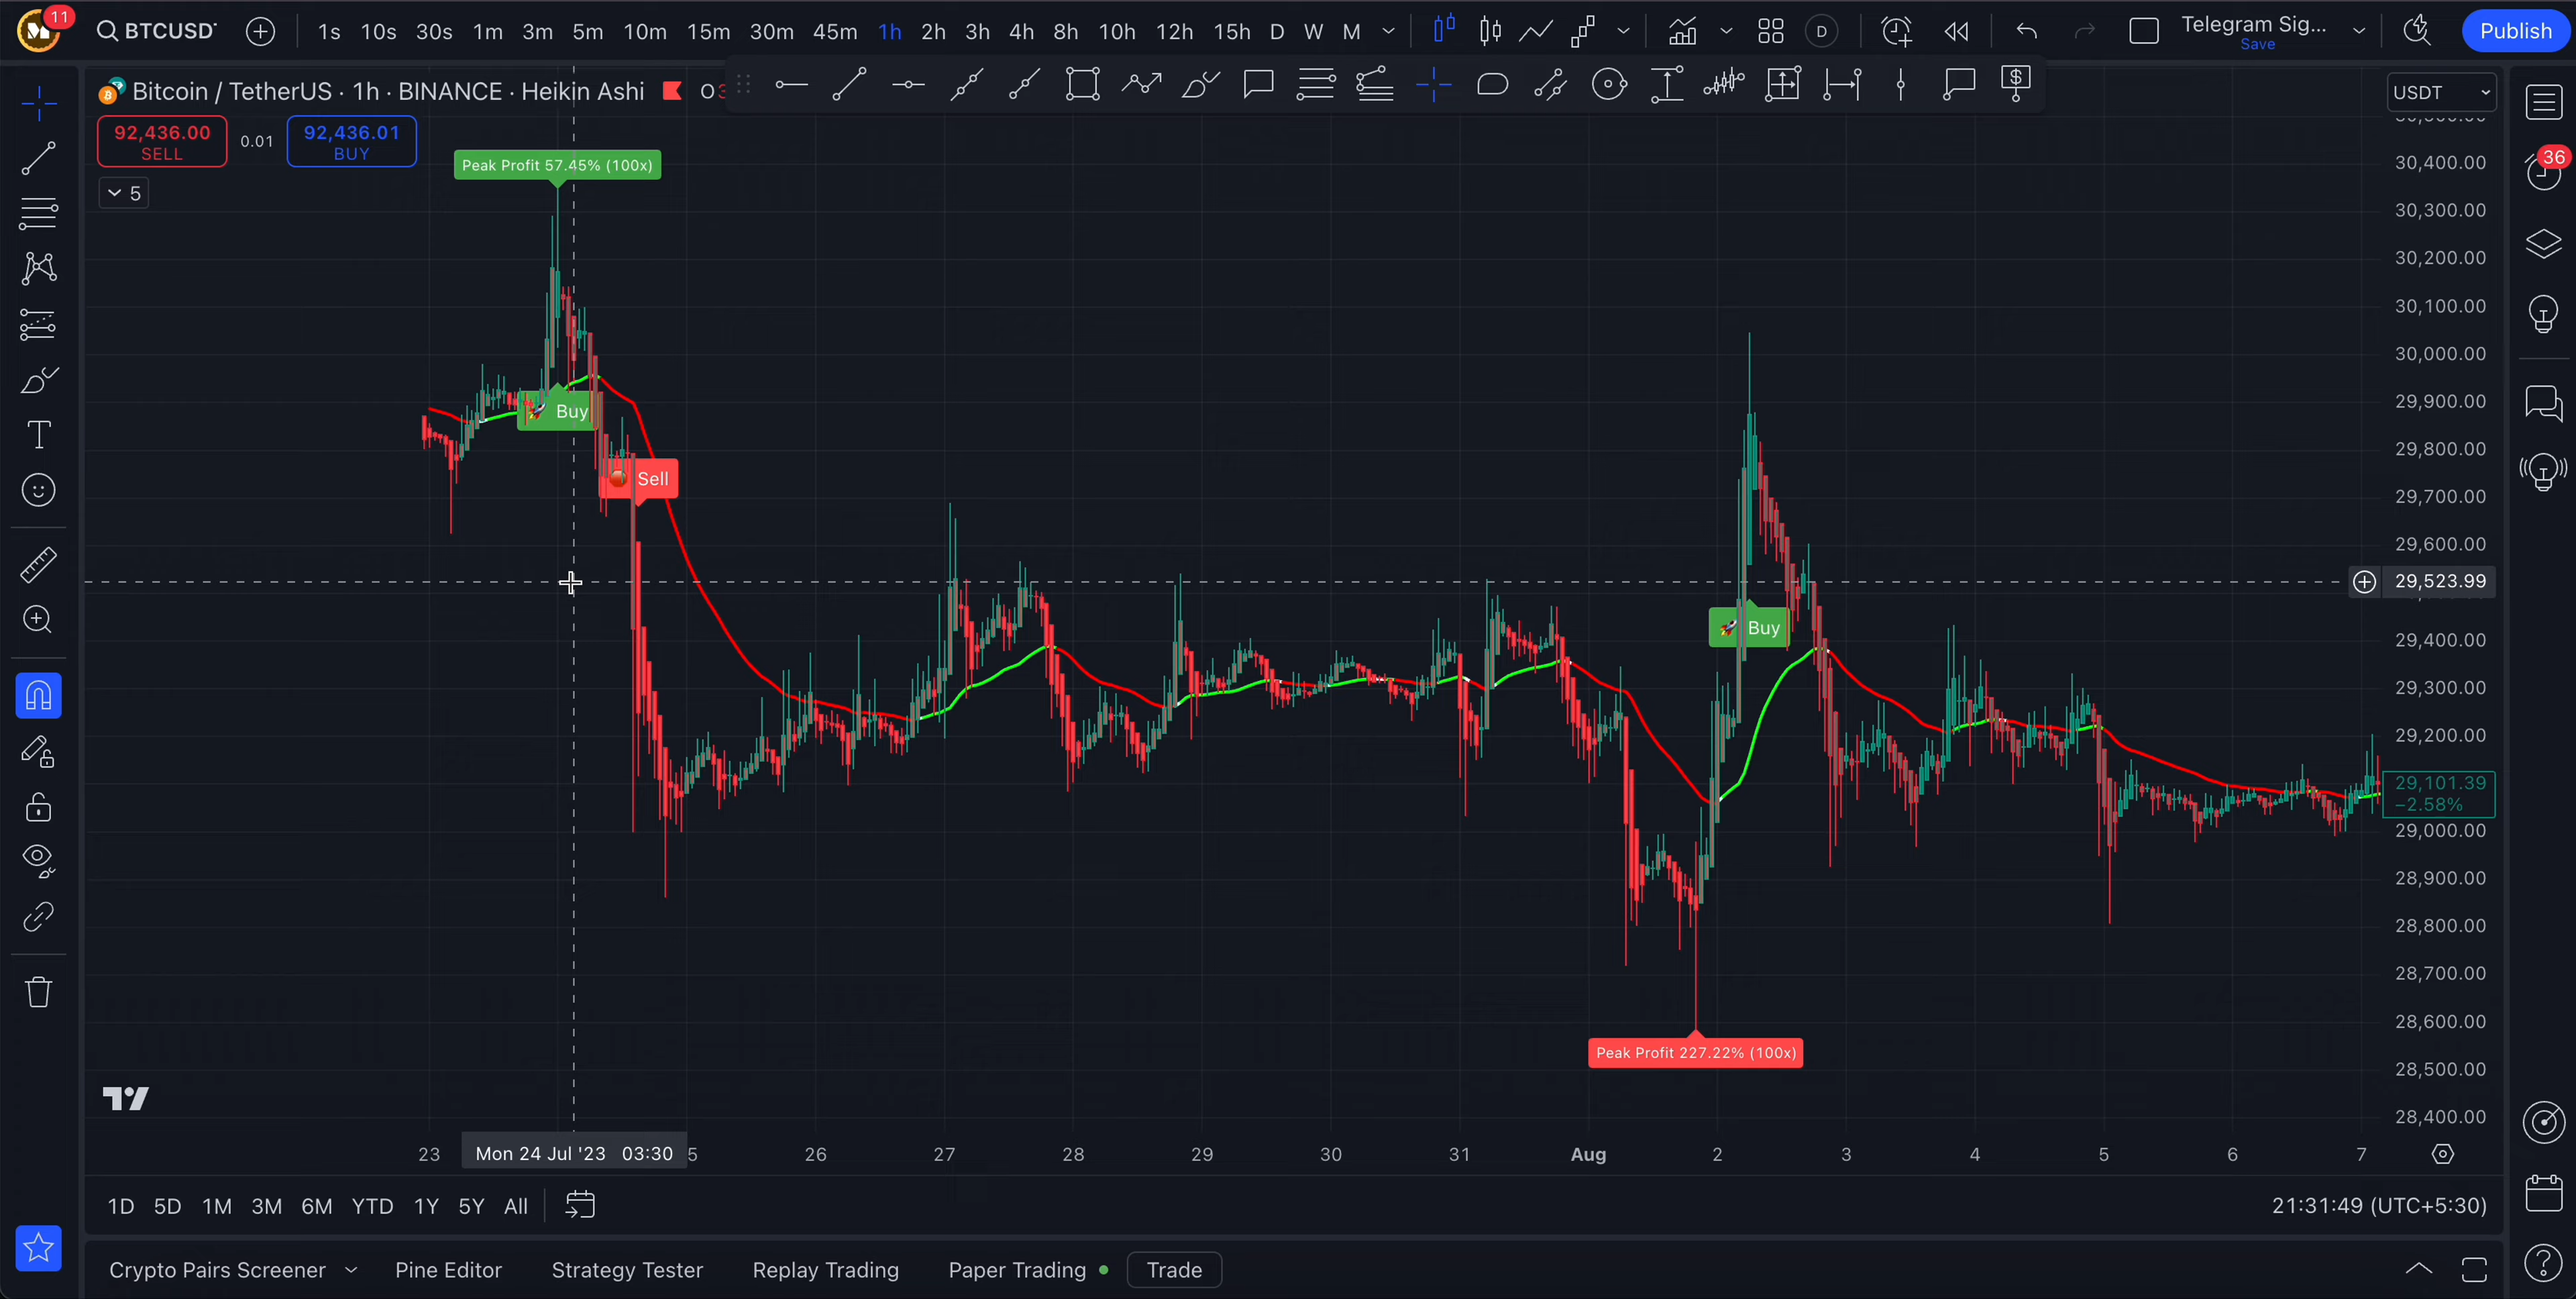 11
BTCUSD
1s 10s 30s 1m 3m 5m 10m 15m 30m 45m 1h 2h 3h 4h 8h 10h 12h 15h D W M
D
Telegram Sig...
Save
Publish
Bitcoin / TetherUS · 1h · BINANCE · Heikin Ashi
USDT
92,436.00
SELL
0.01
92,436.01
BUY
5
Peak Profit 57.45% (100x)
Buy
Sell
Buy
Peak Profit 227.22% (100x)
36
30,400.00
30,300.00
30,200.00
30,100.00
30,000.00
29,900.00
29,800.00
29,700.00
29,600.00
29,523.99
29,400.00
29,300.00
29,200.00
29,101.39
−2.58%
29,000.00
28,900.00
28,800.00
28,700.00
28,600.00
28,500.00
28,400.00
23 Mon 24 Jul '23 03:30 5 26 27 28 29 30 31 Aug 2 3 4 5 6 7
1D 5D 1M 3M 6M YTD 1Y 5Y All
21:31:49 (UTC+5:30)
Crypto Pairs Screener Pine Editor Strategy Tester Replay Trading Paper Trading Trade